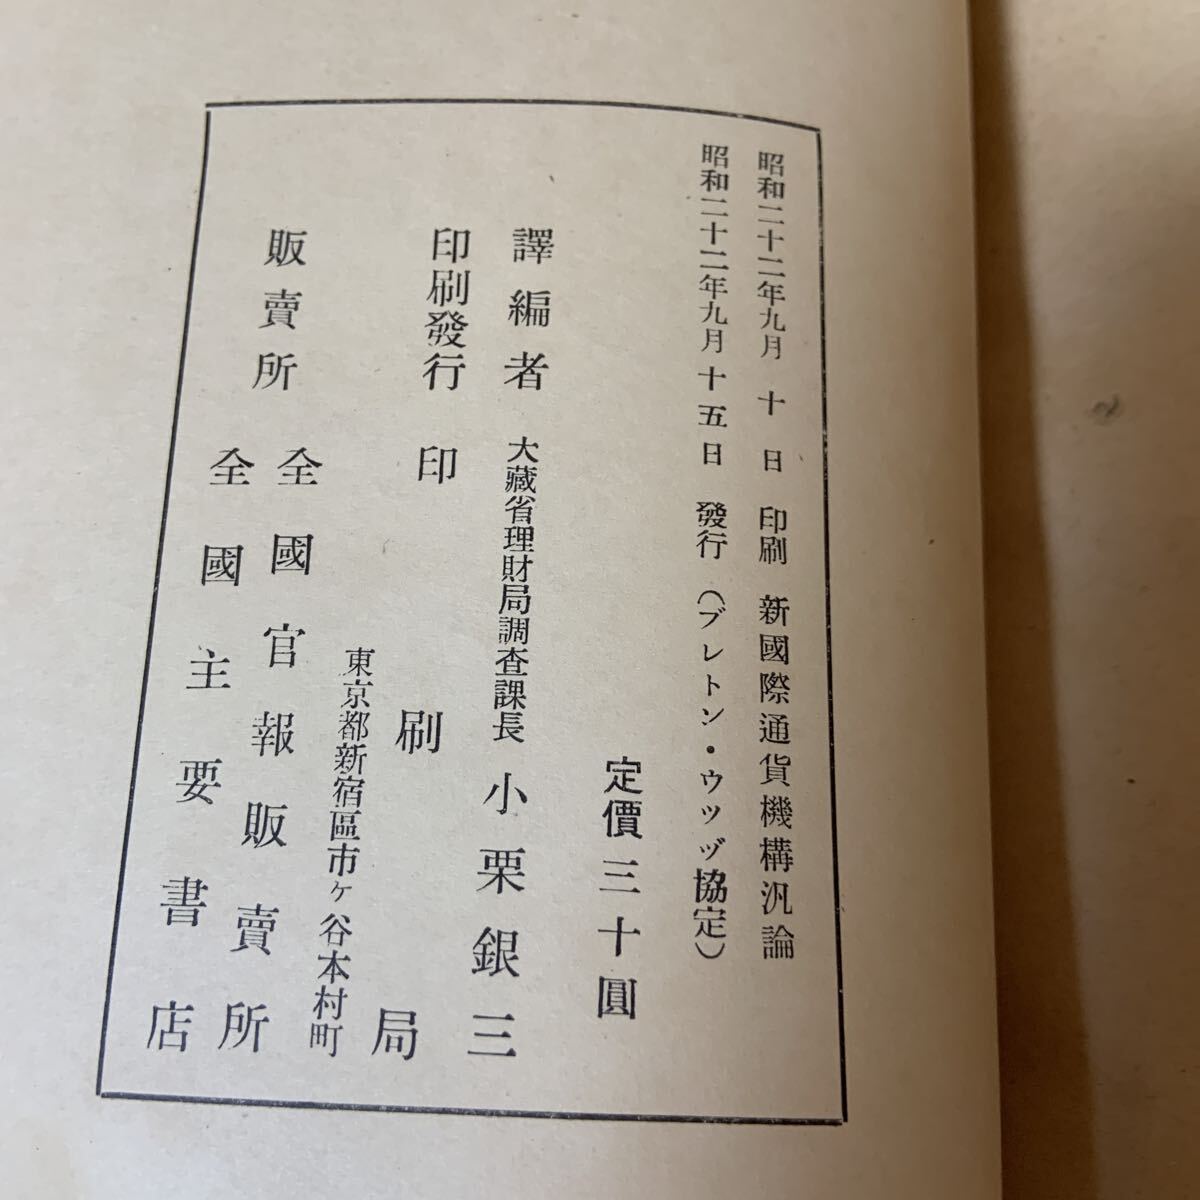 昭和二十二年九月 十 日 印刷 新國際通貨機構汎論
昭和二十二年九月十五日 發行 (ブレトン・ウッヅ協定)
定價三十圓
譯編者 大藏省理財局調査課長 小栗銀三
印刷發行 印刷局
東京都新宿區市ヶ谷本村町
販賣所 全國官報販賣所
全國主要書店